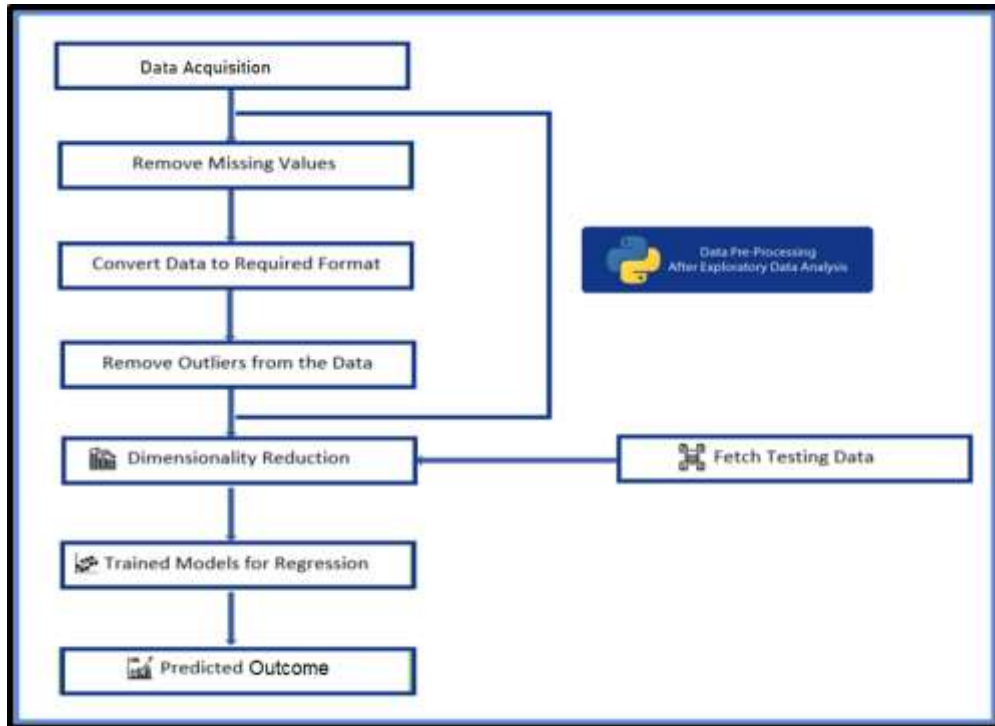 Data Acquisition
Remove Missing Values
Convert Data to Required Format
Data Pre-Processing
After Exploratory Data Analysis
Remove Outliers from the Data
Dimensionality Reduction
Fetch Testing Data
Trained Models for Regression
Predicted Outcome